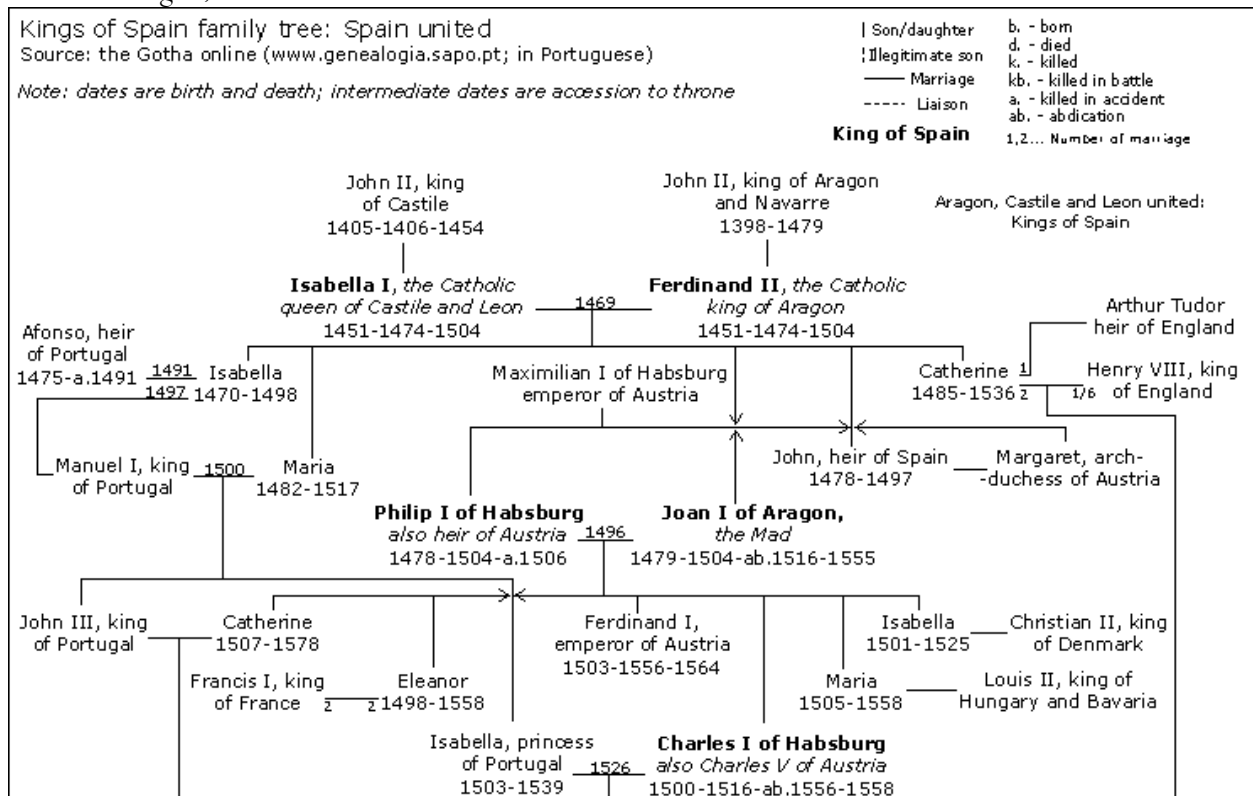 Kings of Spain family tree: Spain united
Source: the Gotha online (www.genealogia.sapo.pt; in Portuguese)
Note: dates are birth and death; intermediate dates are accession to throne
Son/daughter
Illegitimate son
Marriage
Liaison
King of Spain
b. - born
d. - died
k. - killed
kb. - killed in battle
a. - killed in accident
ab. - abdication
1,2... Number of marriage
John II, king
of Castile
1405-1406-1454
John II, king of Aragon
and Navarre
1398-1479
Aragon, Castile and Leon united:
Kings of Spain
Isabella I, the Catholic
queen of Castile and Leon
1451-1474-1504
1469
Ferdinand II, the Catholic
king of Aragon
1451-1474-1504
Arthur Tudor
heir of England
Afonso, heir
of Portugal
1475-a.1491
1491
1497
Isabella
1470-1498
Maximilian I of Habsburg
emperor of Austria
Catherine
1485-1536
1
2
1/6
Henry VIII, king
of England
Manuel I, king
of Portugal
1500
Maria
1482-1517
John, heir of Spain
1478-1497
Margaret, arch-
-duchess of Austria
Philip I of Habsburg
also heir of Austria
1478-1504-a.1506
1496
Joan I of Aragon,
the Mad
1479-1504-ab.1516-1555
John III, king
of Portugal
Catherine
1507-1578
Ferdinand I,
emperor of Austria
1503-1556-1564
Isabella
1501-1525
Christian II, king
of Denmark
Francis I, king
of France
2
2
Eleanor
1498-1558
Maria
1505-1558
Louis II, king of
Hungary and Bavaria
Isabella, princess
of Portugal
1503-1539
1526
Charles I of Habsburg
also Charles V of Austria
1500-1516-ab.1556-1558